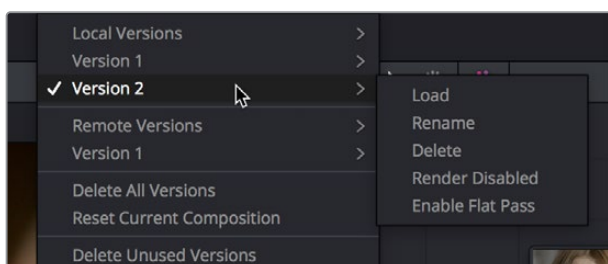 Local Versions
Version 1
Version 2
Remote Versions
Version 1
Delete All Versions
Reset Current Composition
Delete Unused Versions
Load
Rename
Delete
Render Disabled
Enable Flat Pass